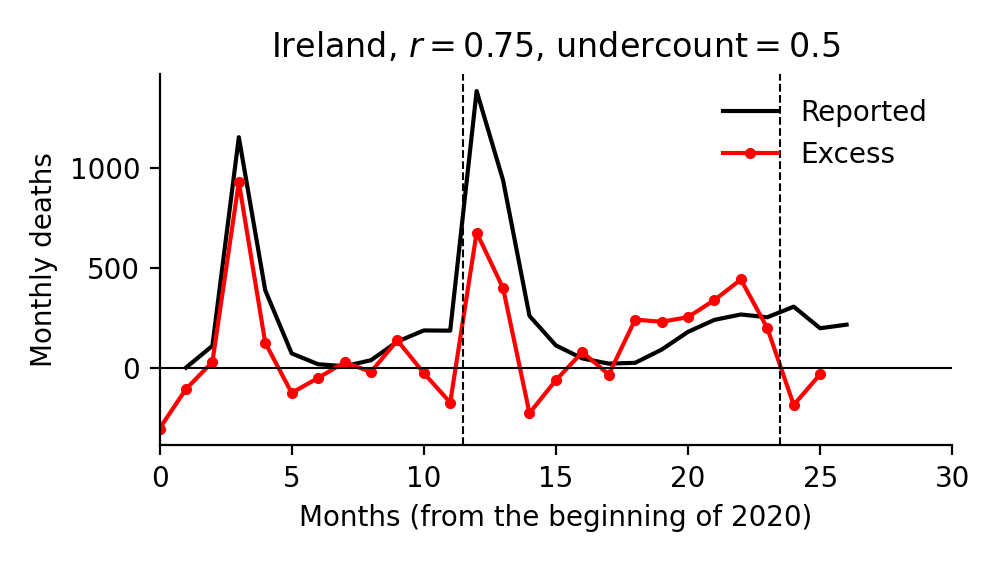 Ireland, r = 0.75, undercount = 0.5
Reported
Excess
Monthly deaths
1000
500
0
0 5 10 15 20 25 30
Months (from the beginning of 2020)